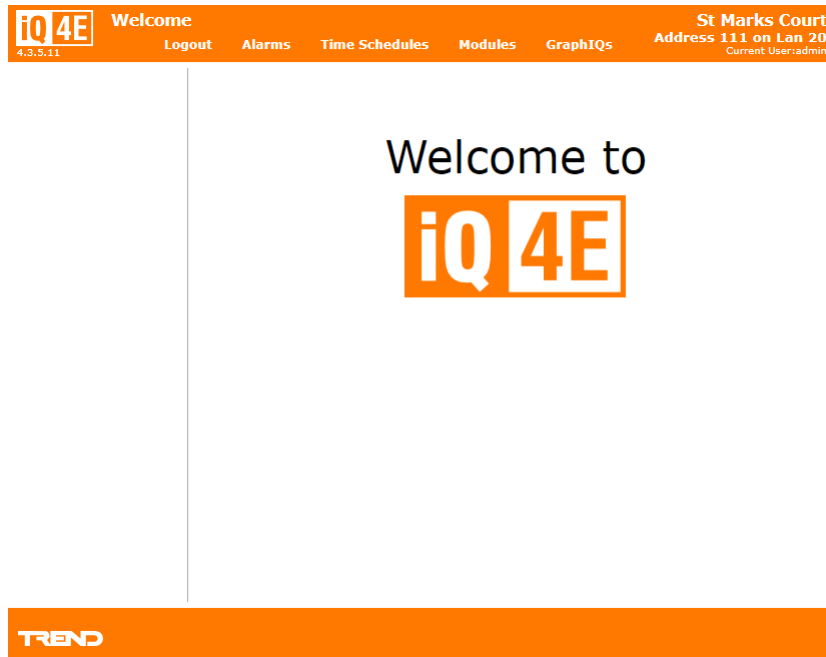 iQ 4E
4.3.5.11
Welcome
Logout Alarms Time Schedules Modules GraphIQs
St Marks Court
Address 111 on Lan 20
Current User:admin
Welcome to
iQ 4E
TREND